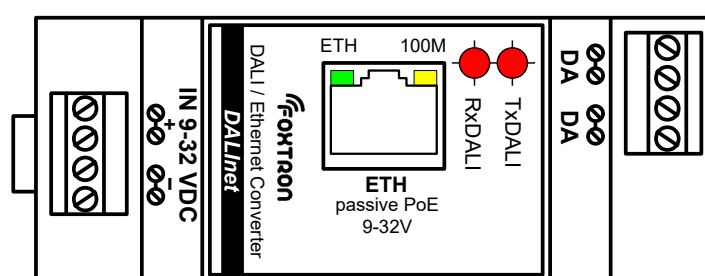 IN 9-32 VDC
+
-
DALInet
DALI / Ethernet Converter
FOXTRON
ETH
100M
ETH
passive PoE
9-32V
RxDALI
TxDALI
DA
DA